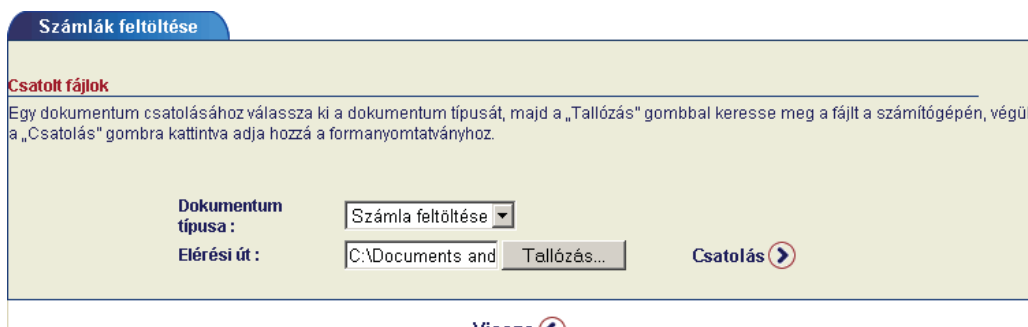 Számlák feltöltése
Csatolt fájlok
Egy dokumentum csatolásához válassza ki a dokumentum típusát, majd a „Tallózás" gombbal keresse meg a fájlt a számítógépén, végül
a „Csatolás" gombra kattintva adja hozzá a formanyomtatványhoz.
Dokumentum
típusa :
Számla feltöltése
Elérési út :
C:\Documents and
Tallózás...
Csatolás